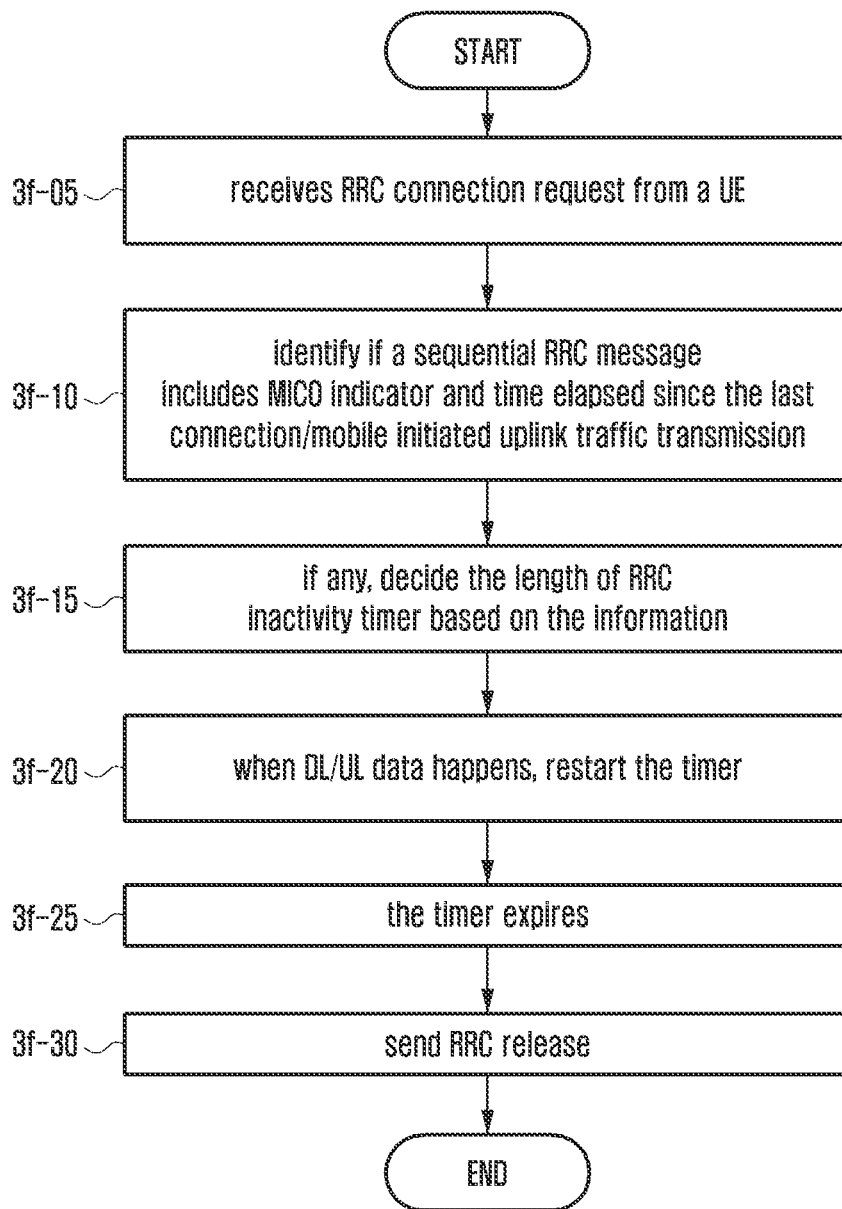 START
3f-05
receives RRC connection request from a UE
3f-10
identify if a sequential RRC message
includes MICO indicator and time elapsed since the last
connection/mobile initiated uplink traffic transmission
3f-15
if any, decide the length of RRC
inactivity timer based on the information
3f-20
when DL/UL data happens, restart the timer
3f-25
the timer expires
3f-30
send RRC release
END